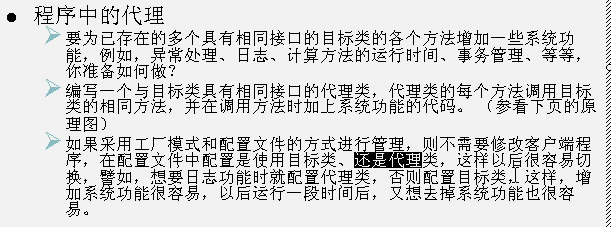 程序中的代理
要为已存在的多个具有相同接口的目标类的各个方法增加一些系统功
能，例如，异常处理、日志、计算方法的运行时间、事务管理、等等，
你准备如何做？
编写一个与目标类具有相同接口的代理类，代理类的每个方法调用目标
类的相同方法，并在调用方法时加上系统功能的代码。 （参看下页的原
理图）
如果采用工厂模式和配置文件的方式进行管理，则不需要修改客户端程
序，在配置文件中配置是使用目标类、还是代理类，这样以后很容易切
换，譬如，想要日志功能时就配置代理类，否则配置目标类，这样，增
加系统功能很容易，以后运行一段时间后，又想去掉系统功能也很容
易。